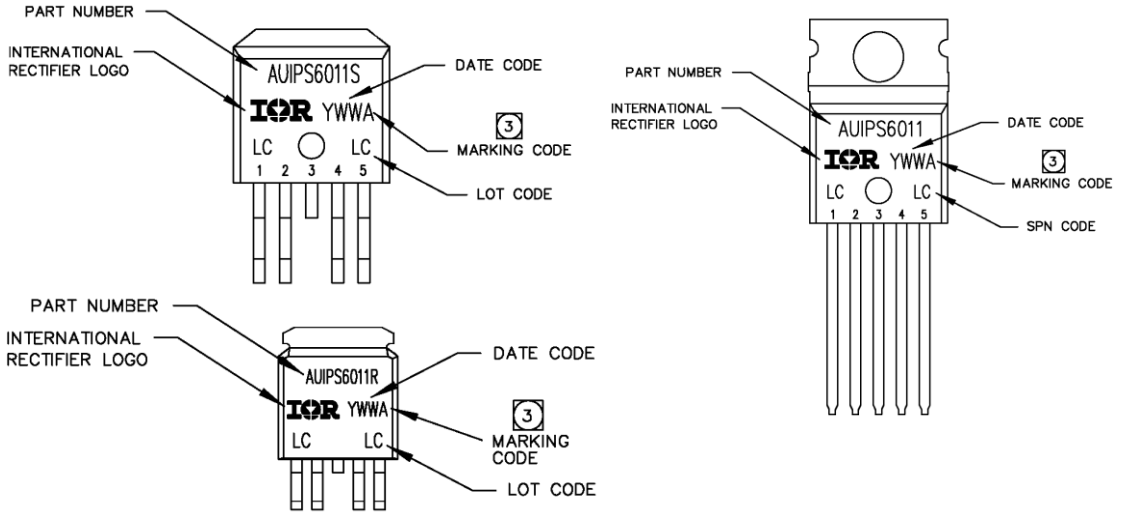 PART NUMBER
INTERNATIONAL
RECTIFIER LOGO
AUIPS6011S
IOR YWWA
DATE CODE
3
MARKING CODE
LC LC
LOT CODE
1 2 3 4 5
PART NUMBER
INTERNATIONAL
RECTIFIER LOGO
AUIPS6011
IOR YWWA
DATE CODE
3
MARKING CODE
LC LC
SPN CODE
1 2 3 4 5
PART NUMBER
INTERNATIONAL
RECTIFIER LOGO
AUIPS6011R
IOR YWWA
DATE CODE
3
MARKING
CODE
LC LC
LOT CODE